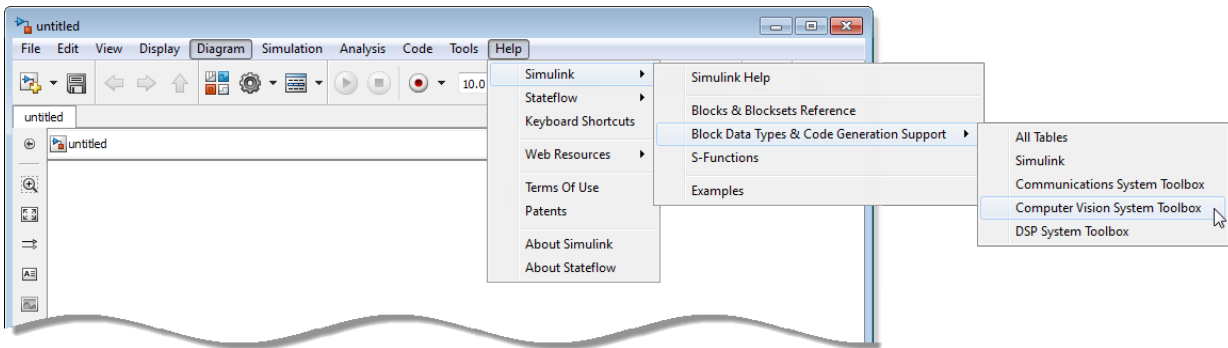 untitled
File Edit View Display Diagram Simulation Analysis Code Tools Help
10.0
untitled
untitled
Simulink
Stateflow
Keyboard Shortcuts
Web Resources
Terms Of Use
Patents
About Simulink
About Stateflow
Simulink Help
Blocks & Blocksets Reference
Block Data Types & Code Generation Support
S-Functions
Examples
All Tables
Simulink
Communications System Toolbox
Computer Vision System Toolbox
DSP System Toolbox